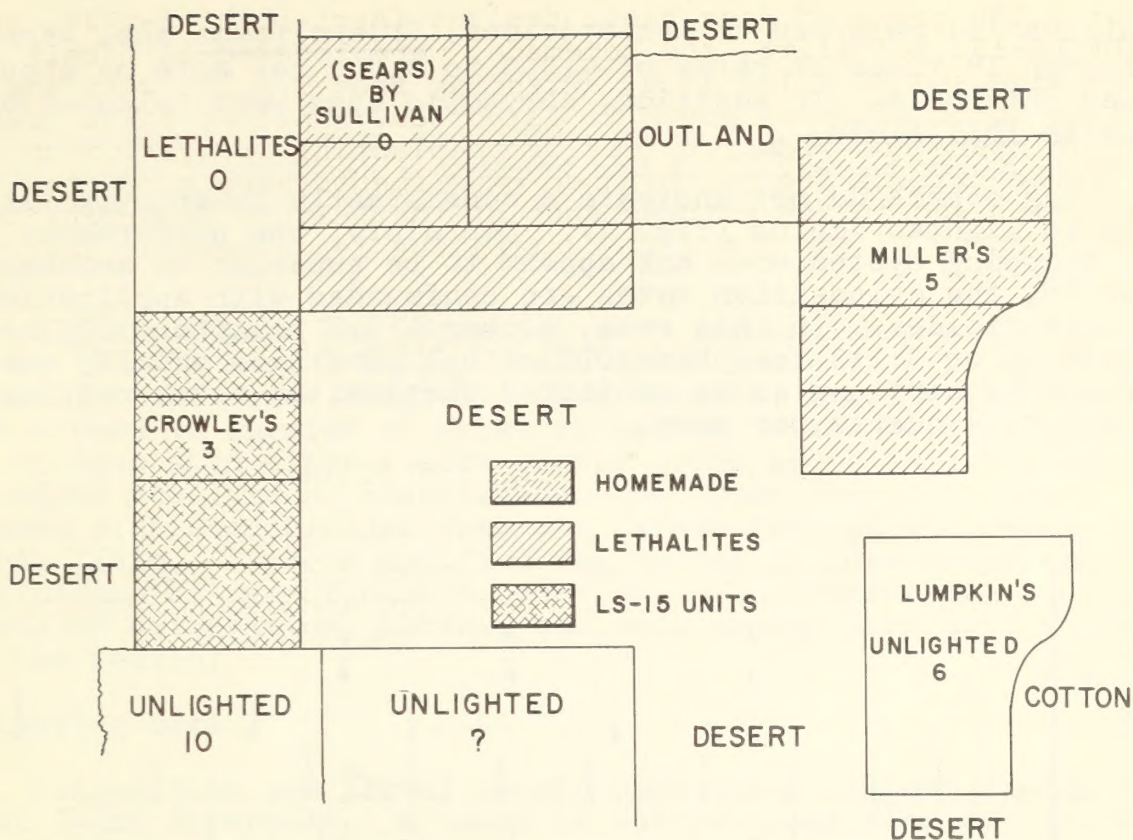 DESERT
DESERT
(SEARS)
BY
SULLIVAN
0
DESERT
LETHALITES
0
OUTLAND
DESERT
MILLER'S
5
CROWLEY'S
3
DESERT
HOMEMADE
LETHALITES
LS-15 UNITS
DESERT
LUMPKIN'S
UNLIGHTED
6
COTTON
UNLIGHTED
10
UNLIGHTED
?
DESERT
DESERT